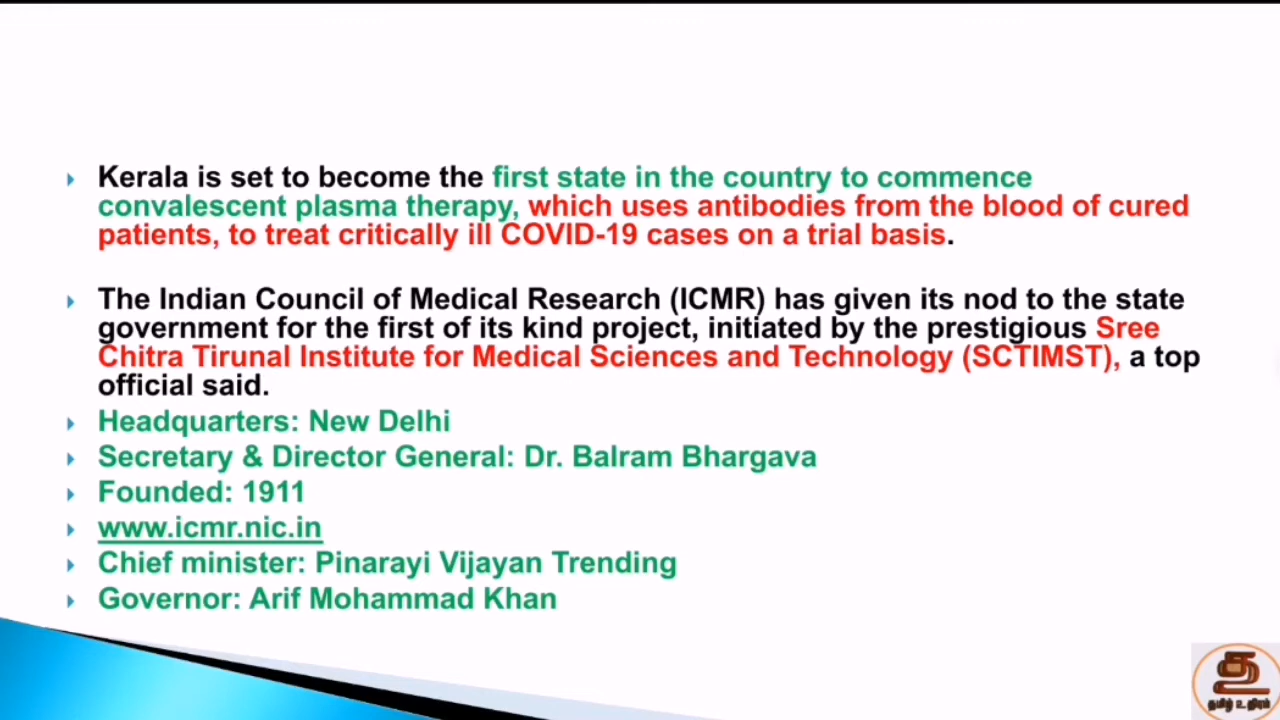 Kerala is set to become the first state in the country to commence
convalescent plasma therapy, which uses antibodies from the blood of cured
patients, to treat critically ill COVID-19 cases on a trial basis.
The Indian Council of Medical Research (ICMR) has given its nod to the state
government for the first of its kind project, initiated by the prestigious Sree
Chitra Tirunal Institute for Medical Sciences and Technology (SCTIMST), a top
official said.
Headquarters: New Delhi
Secretary & Director General: Dr. Balram Bhargava
Founded: 1911
www.icmr.nic.in
Chief minister: Pinarayi Vijayan Trending
Governor: Arif Mohammad Khan
தமிழ் உதிரம்